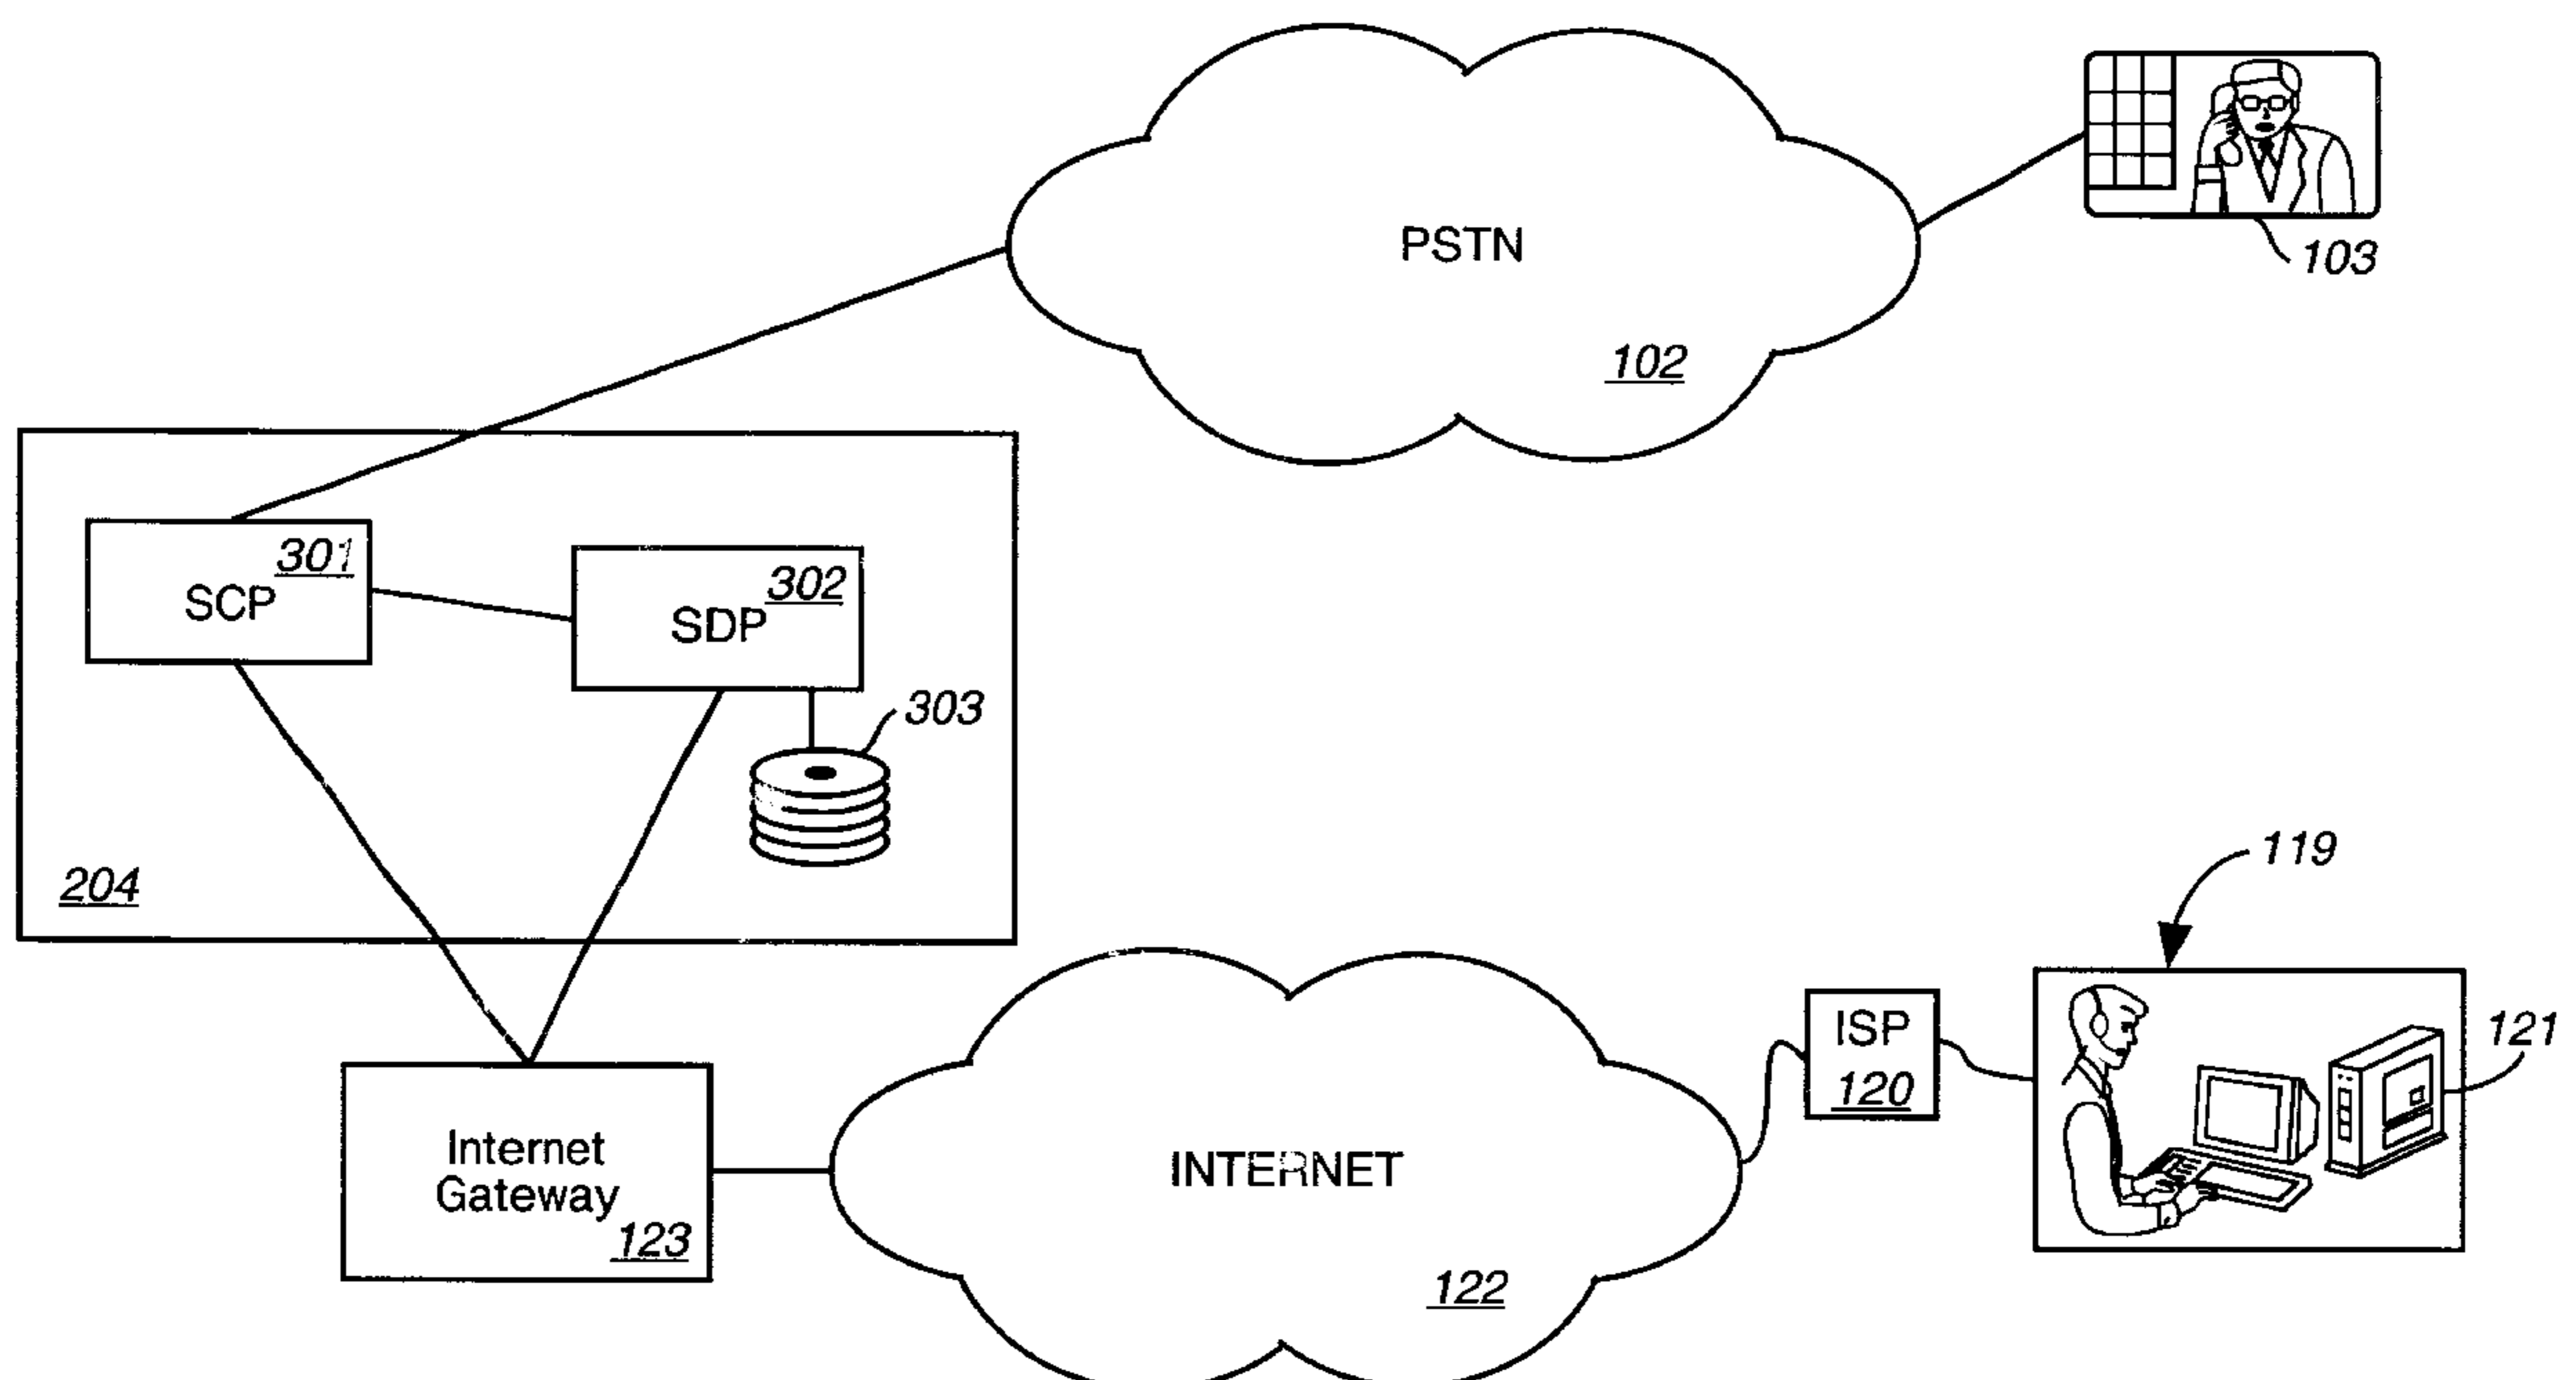 PSTN
102
103
301
SCP
302
SDP
303
204
119
ISP
120
121
Internet
Gateway
123
INTERNET
122